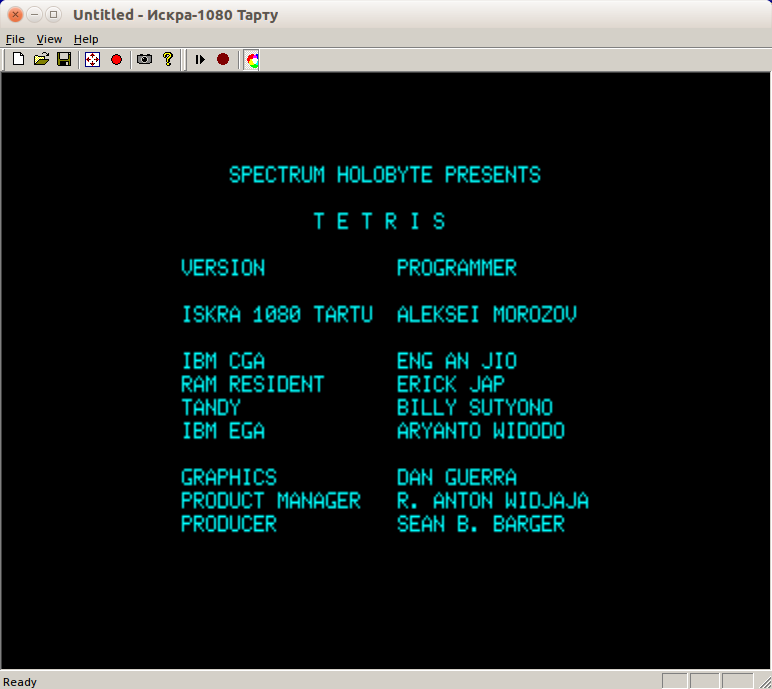 Untitled - Искра-1080 Тарту
File View Help
SPECTRUM HOLOBYTE PRESENTS
T E T R I S
VERSION PROGRAMMER
ISKRA 1080 TARTU ALEKSEI MOROZOV
IBM CGA ENG AN JIO
RAM RESIDENT ERICK JAP
TANDY BILLY SUTYONO
IBM EGA ARYANTO WIDODO
GRAPHICS DAN GUERRA
PRODUCT MANAGER R. ANTON WIDJAJA
PRODUCER SEAN B. BARGER
Ready